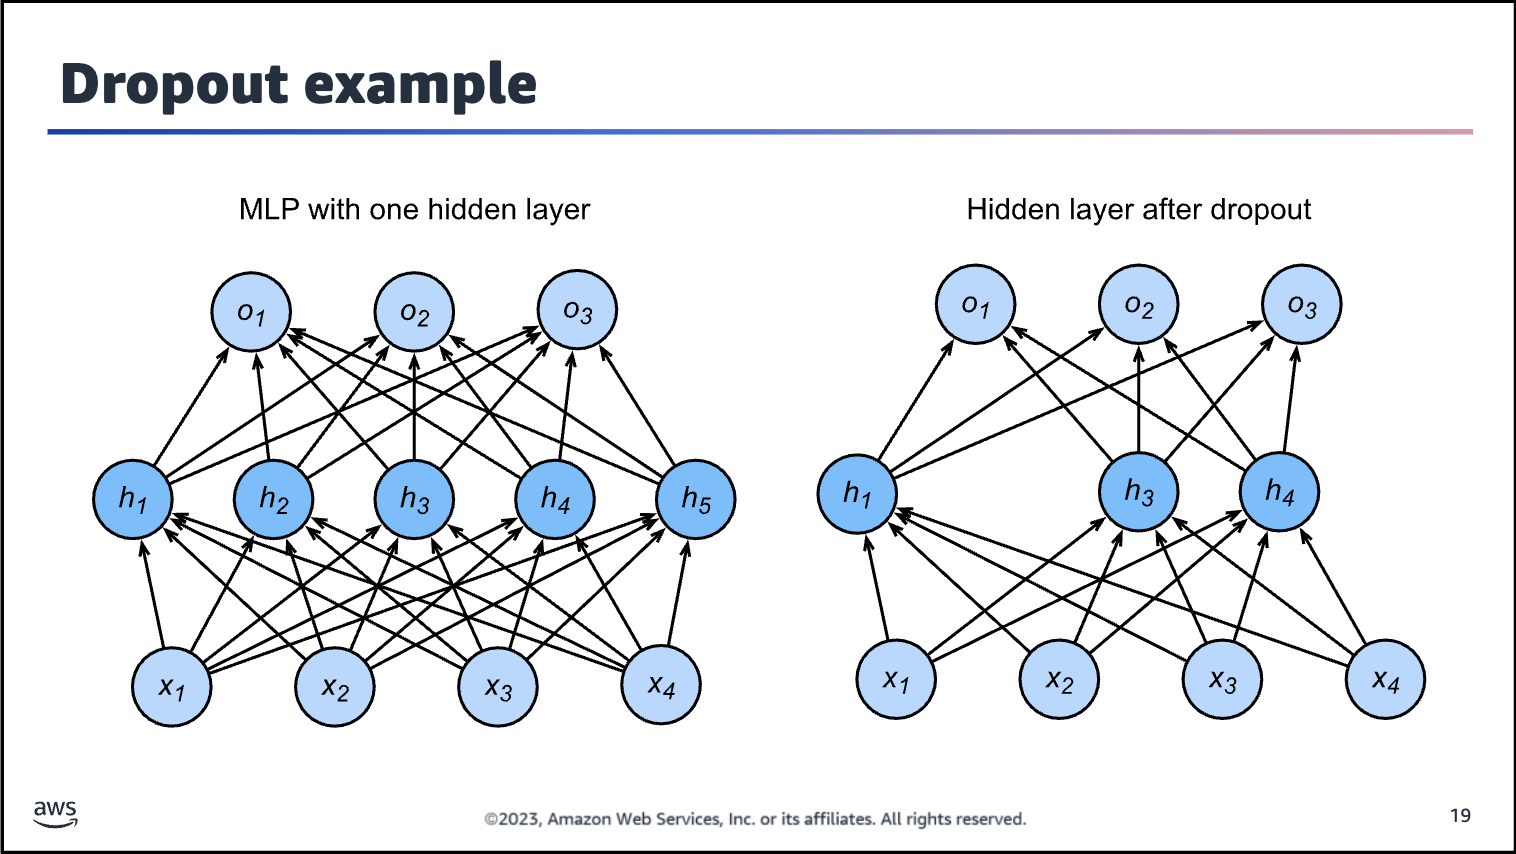 Dropout example
MLP with one hidden layer
o1 o2 o3
h1 h2 h3 h4 h5
x1 x2 x3 x4
Hidden layer after dropout
o1 o2 o3
h1 h3 h4
x1 x2 x3 x4
aws
©2023, Amazon Web Services, Inc. or its affiliates. All rights reserved.
19